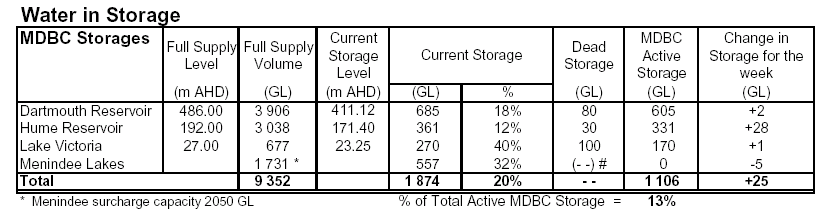 Water in Storage
MDBC Storages Full Supply Level (m AHD) Full Supply Volume (GL) Current Storage Level (m AHD) Current Storage (GL) % Dead Storage (GL) MDBC Active Storage (GL) Change in Storage for the week (GL)
Dartmouth Reservoir 486.00 3 906 411.12 685 18% 80 605 +2
Hume Reservoir 192.00 3 038 171.40 361 12% 30 331 +28
Lake Victoria 27.00 677 23.25 270 40% 100 170 +1
Menindee Lakes 1 731 * 557 32% (- -) # 0 -5
Total 9 352 1 874 20% - - 1 106 +25
* Menindee surcharge capacity 2050 GL % of Total Active MDBC Storage = 13%